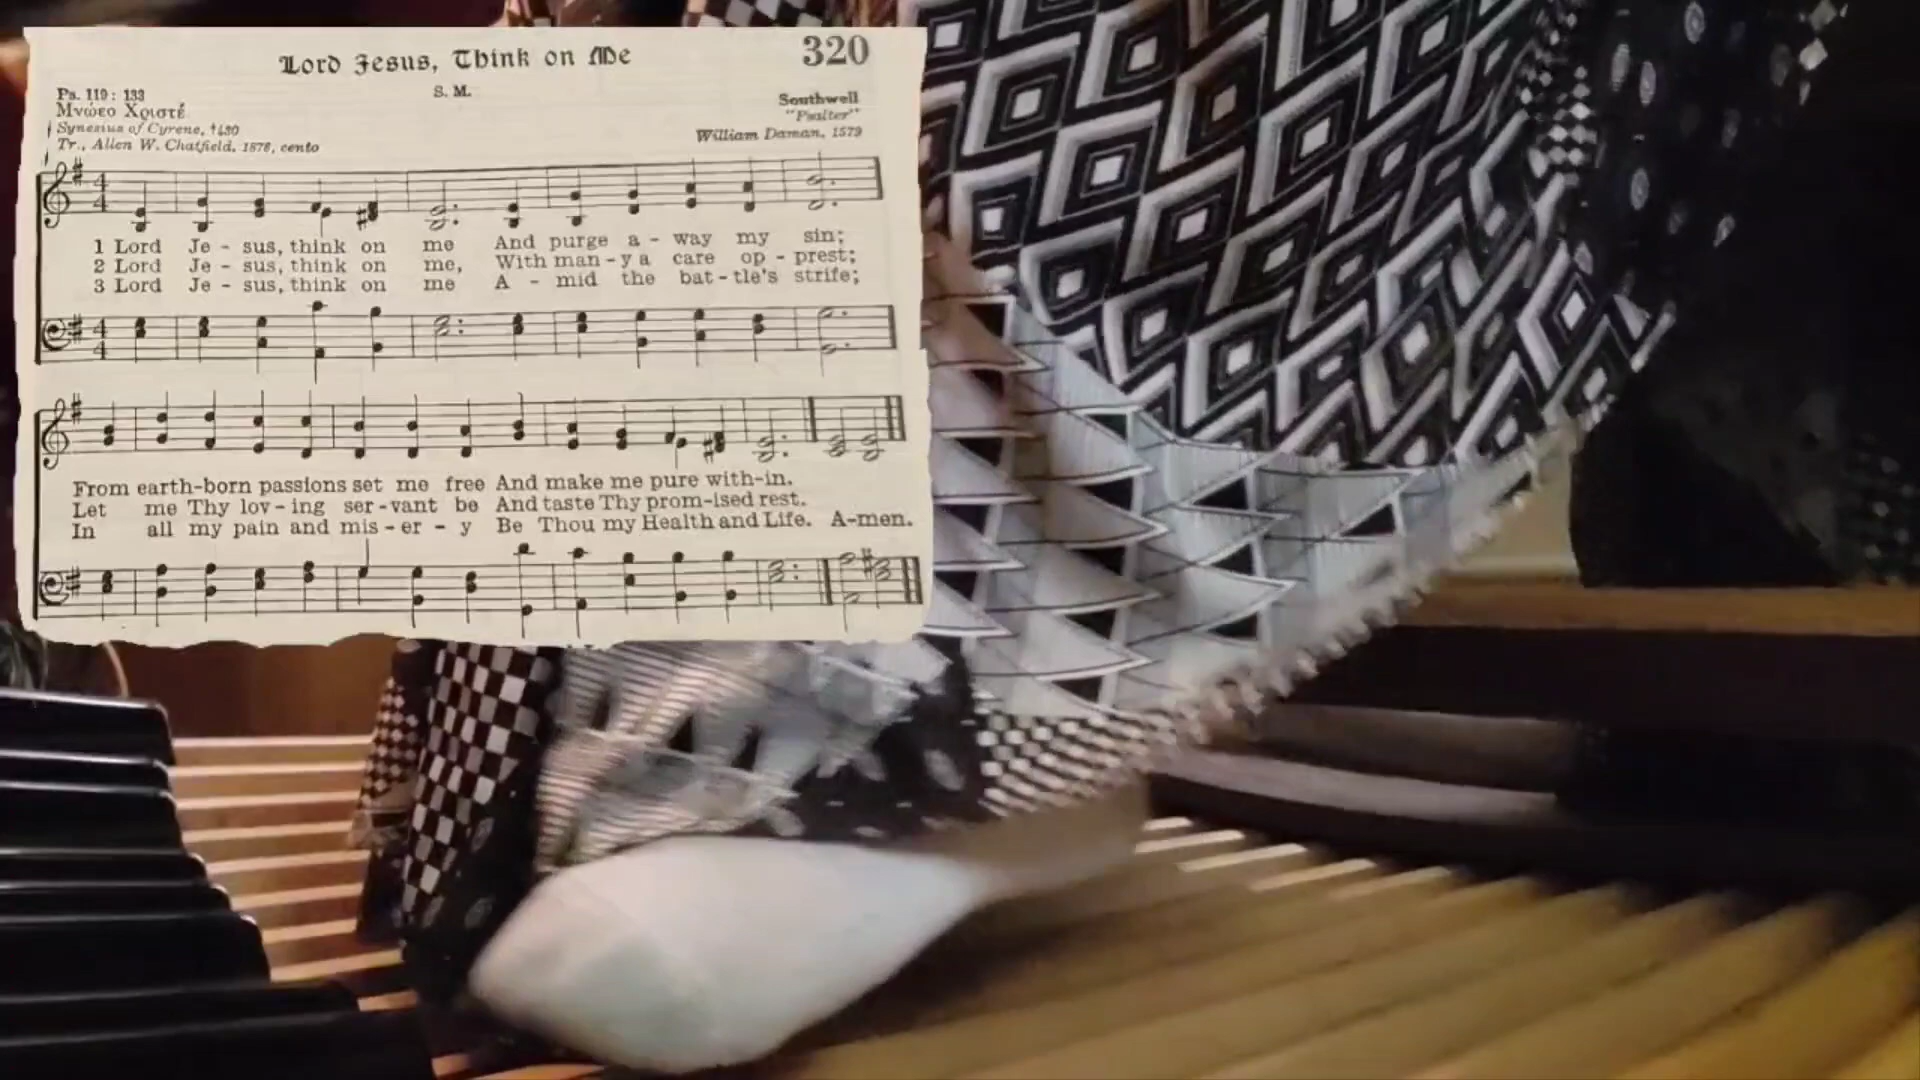 Lord Jesus, Think on Me
320
Ps. 119: 133
S. M.
Southwell
Μνώεο Χριστέ
"Psalter"
Synesius of Cyrene, †430
William Daman, 1579
Tr., Allen W. Chatfield, 1876, cento
1 Lord Je - sus, think on me And purge a - way my sin;
2 Lord Je - sus, think on me, With man - y a care op - prest;
3 Lord Je - sus, think on me A - mid the bat - tle's strife;
From earth-born passions set me free And make me pure with-in.
Let me Thy lov - ing ser - vant be And taste Thy prom-ised rest.
In all my pain and mis - er - y Be Thou my Health and Life. A-men.